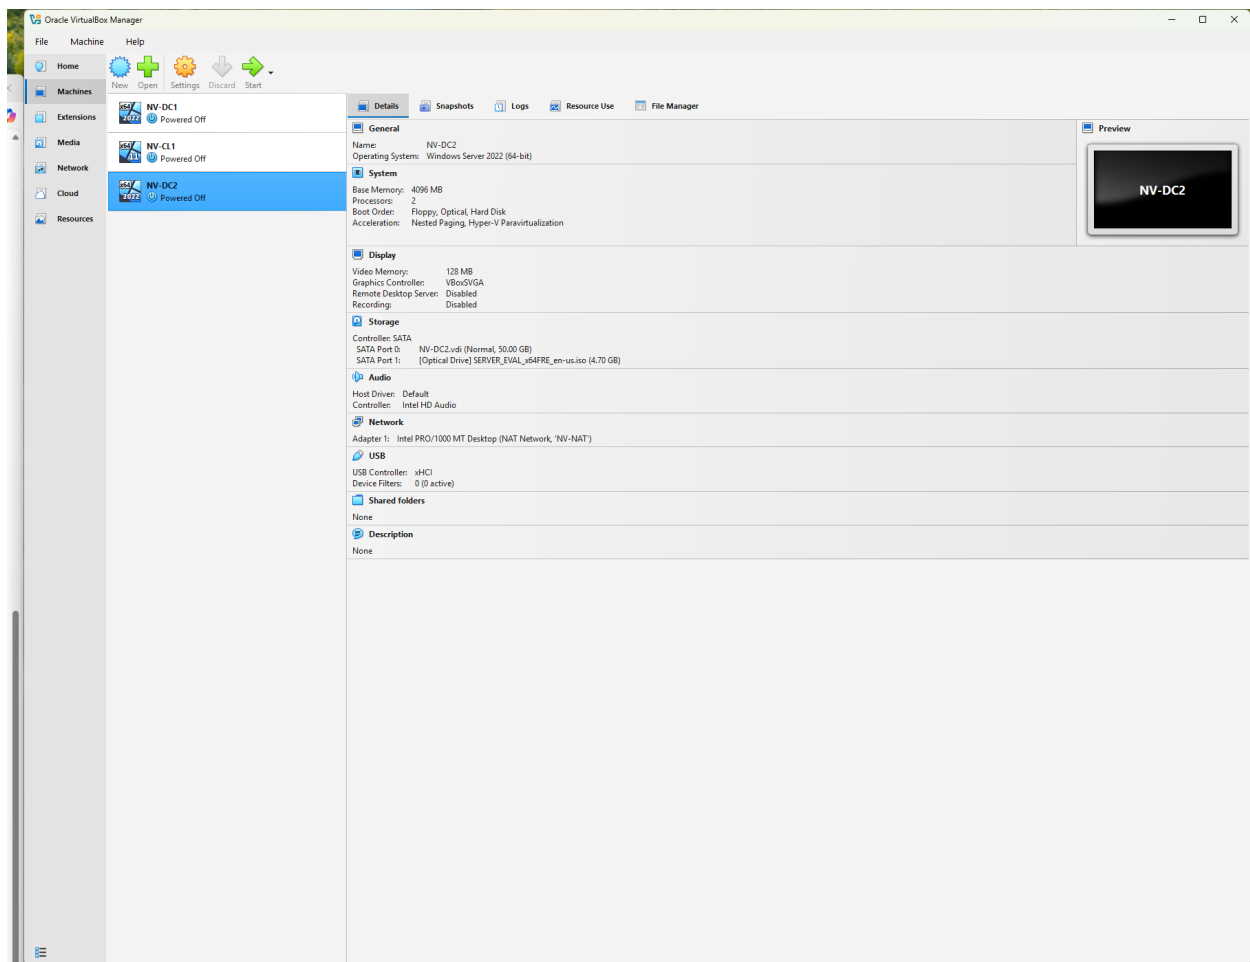 Oracle VirtualBox Manager
File Machine Help
Home
Machines
Extensions
Media
Network
Cloud
Resources
New Open Settings Discard Start
NV-DC1
Powered Off
NV-CL1
Powered Off
NV-DC2
Powered Off
Details Snapshots Logs Resource Use File Manager
General
Name: NV-DC2
Operating System: Windows Server 2022 (64-bit)
System
Base Memory: 4096 MB
Processors: 2
Boot Order: Floppy, Optical, Hard Disk
Acceleration: Nested Paging, Hyper-V Paravirtualization
Preview
NV-DC2
Display
Video Memory: 128 MB
Graphics Controller: VBoxSVGA
Remote Desktop Server: Disabled
Recording: Disabled
Storage
Controller: SATA
SATA Port 0: NV-DC2.vdi (Normal, 50.00 GB)
SATA Port 1: [Optical Drive] SERVER_EVAL_x64FRE_en-us.iso (4.70 GB)
Audio
Host Driver: Default
Controller: Intel HD Audio
Network
Adapter 1: Intel PRO/1000 MT Desktop (NAT Network, 'NV-NAT')
USB
USB Controller: xHCI
Device Filters: 0 (0 active)
Shared folders
None
Description
None